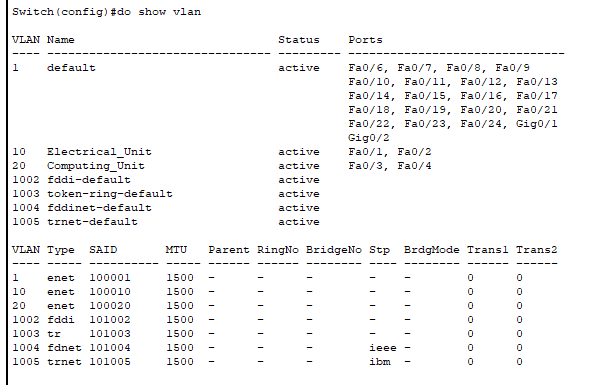 Switch(config)#do show vlan
VLAN Name                             Status    Ports
---- -------------------------------- --------- -------------------------------
1    default                          active    Fa0/6, Fa0/7, Fa0/8, Fa0/9
                                                Fa0/10, Fa0/11, Fa0/12, Fa0/13
                                                Fa0/14, Fa0/15, Fa0/16, Fa0/17
                                                Fa0/18, Fa0/19, Fa0/20, Fa0/21
                                                Fa0/22, Fa0/23, Fa0/24, Gig0/1
                                                Gig0/2
10   Electrical_Unit                  active    Fa0/1, Fa0/2
20   Computing_Unit                   active    Fa0/3, Fa0/4
1002 fddi-default                     active
1003 token-ring-default               active
1004 fddinet-default                  active
1005 trnet-default                    active
VLAN Type  SAID       MTU   Parent RingNo BridgeNo Stp  BrdgMode Trans1 Trans2
---- ----- ---------- ----- ------ ------ -------- ---- -------- ------ ------
1    enet  100001     1500  -      -      -        -    -        0      0
10   enet  100010     1500  -      -      -        -    -        0      0
20   enet  100020     1500  -      -      -        -    -        0      0
1002 fddi  101002     1500  -      -      -        -    -        0      0
1003 tr    101003     1500  -      -      -        -    -        0      0
1004 fdnet 101004     1500  -      -      -        ieee -        0      0
1005 trnet 101005     1500  -      -      -        ibm  -        0      0